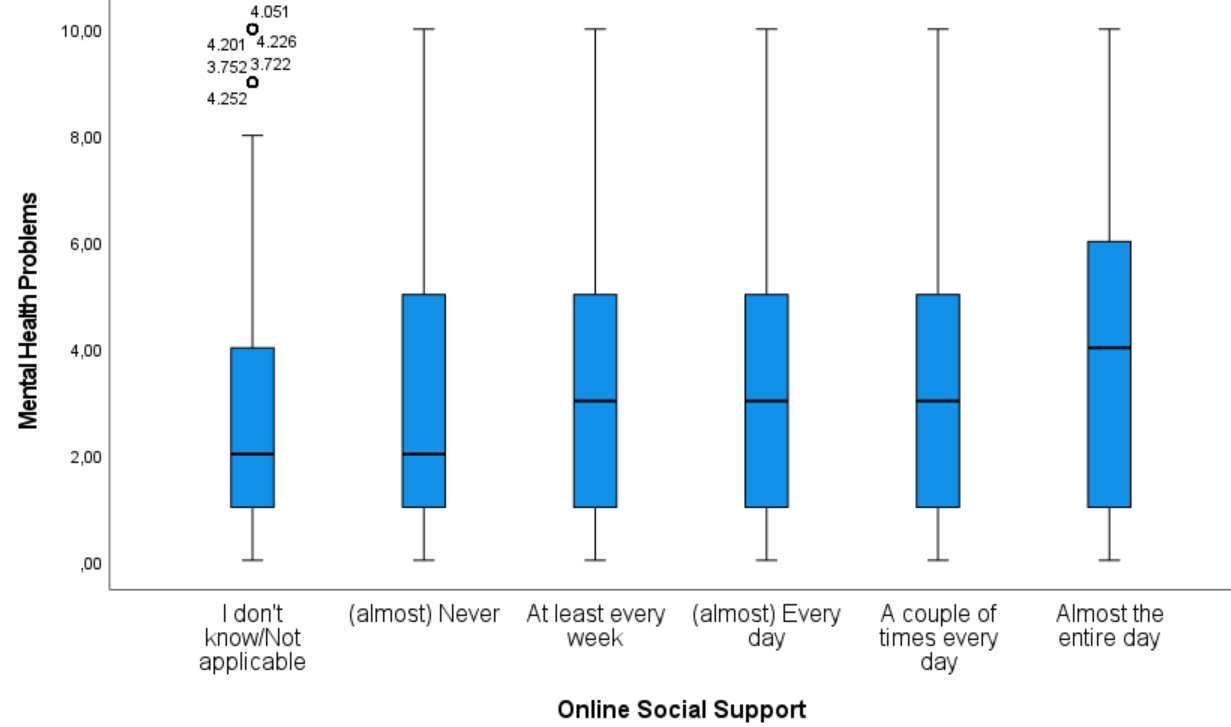 4.051
10,00
4.201 4.226
3.752 3.722
4.252
8,00
6,00
4,00
2,00
,00
Mental Health Problems
I don't
know/Not
applicable
(almost) Never
At least every
week
(almost) Every
day
A couple of
times every
day
Almost the
entire day
Online Social Support